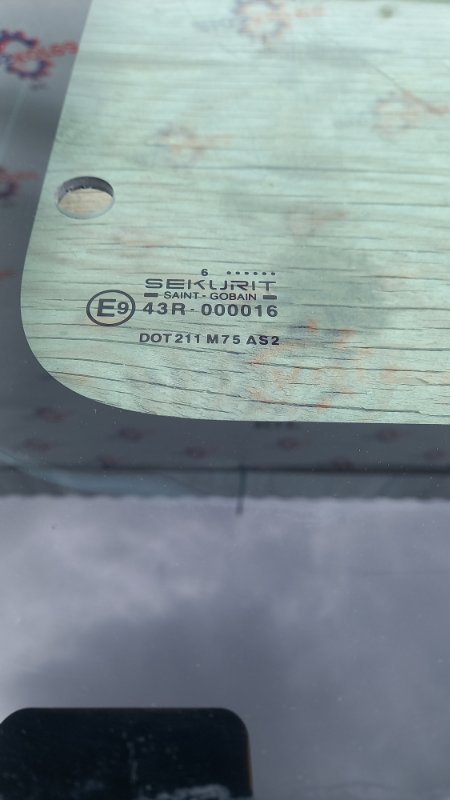 6 ••••••
SEKURIT
SAINT-GOBAIN
E9 43R-000016
DOT211 M75 AS2